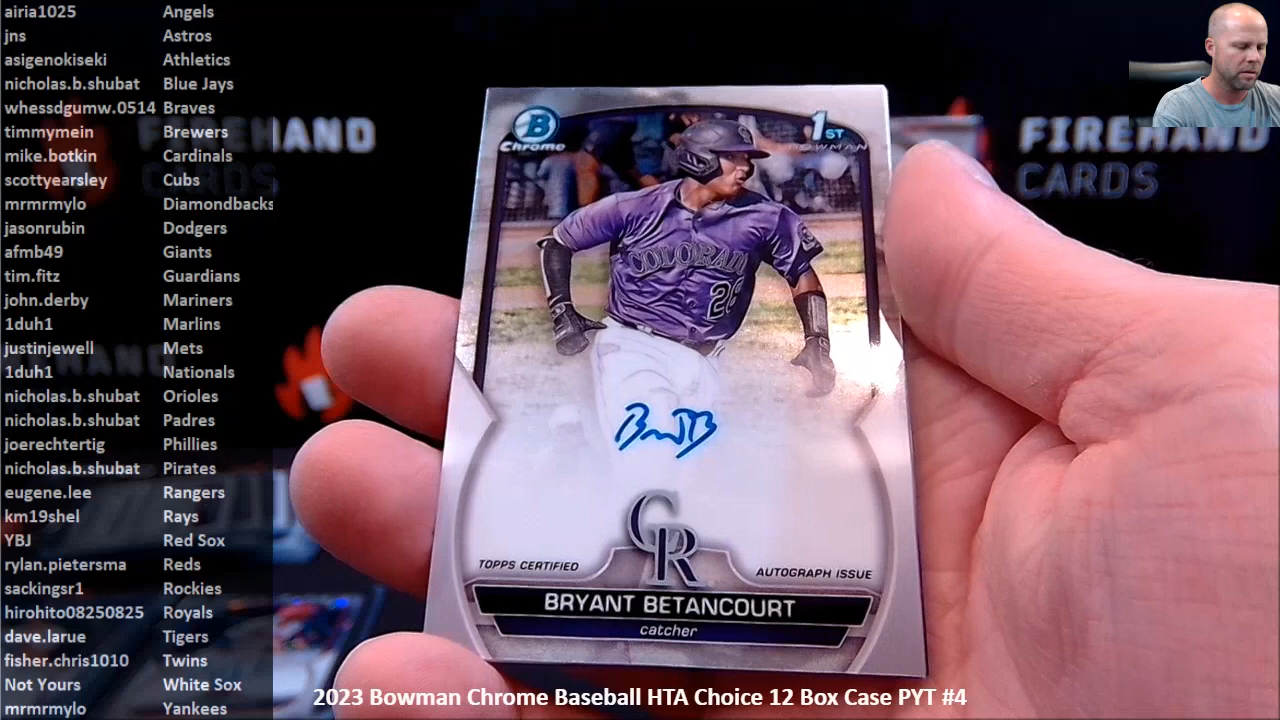 airia1025 Angels
jns Astros
asigenokiseki Athletics
nicholas.b.shubat Blue Jays
whessdgumw.0514 Braves
timmymein Brewers
mike.botkin Cardinals
scottyearsley Cubs
mrmrmylo Diamondbacks
jasonrubin Dodgers
afmb49 Giants
tim.fitz Guardians
john.derby Mariners
1duh1 Marlins
justinjewell Mets
1duh1 Nationals
nicholas.b.shubat Orioles
nicholas.b.shubat Padres
joerechtertig Phillies
nicholas.b.shubat Pirates
eugene.lee Rangers
km19shel Rays
YBJ Red Sox
rylan.pietersma Reds
sackingsr1 Rockies
hirohito08250825 Royals
dave.larue Tigers
fisher.chris1010 Twins
Not Yours White Sox
mrmrmylo Yankees
FIREHAND
CARDS
FIREHAND
CARDS
B
Chrome
1ST
BOWMAN
COLORADO
CR
TOPPS CERTIFIED
AUTOGRAPH ISSUE
BRYANT BETANCOURT
catcher
2023 Bowman Chrome Baseball HTA Choice 12 Box Case PYT #4